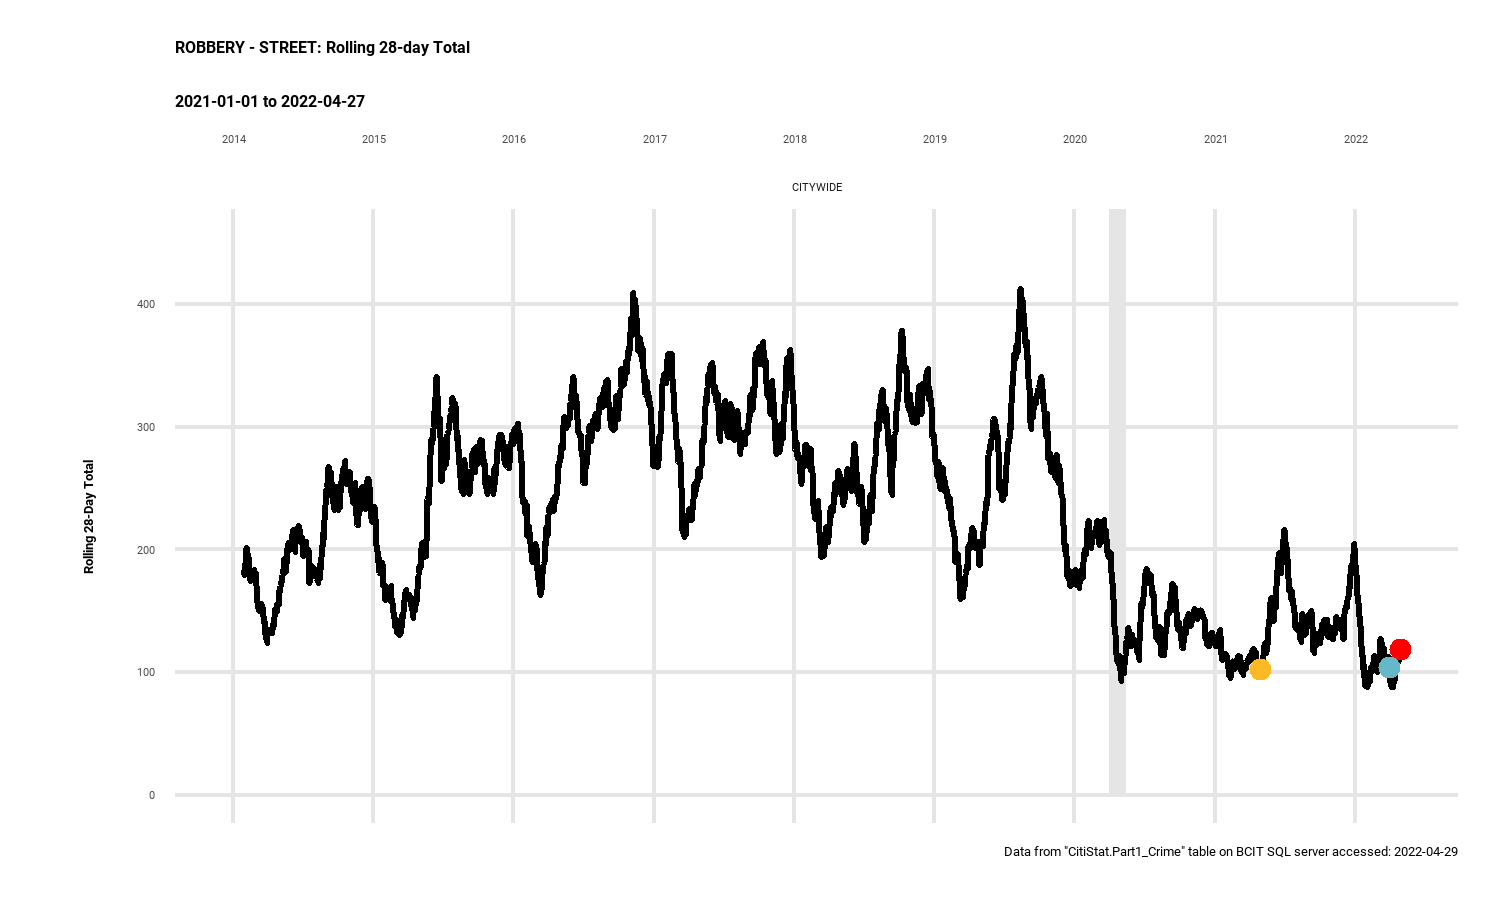 ROBBERY - STREET: Rolling 28-day Total
2021-01-01 to 2022-04-27
2014 2015 2016 2017 2018 2019 2020 2021 2022
CITYWIDE
400
300
200
100
0
Rolling 28-Day Total
Data from "CitiStat.Part1_Crime" table on BCIT SQL server accessed: 2022-04-29